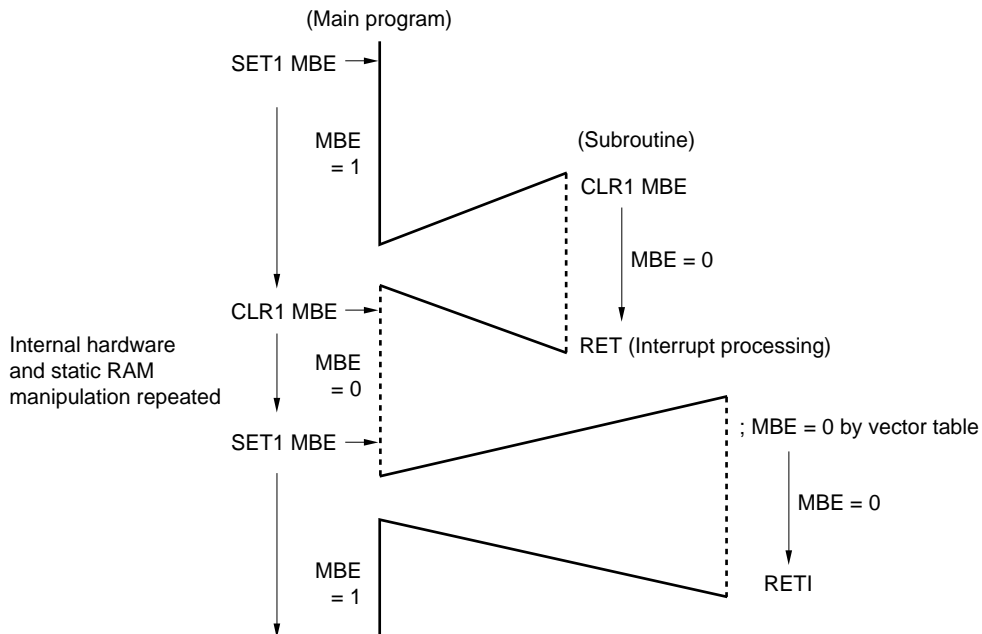 (Main program)
SET1 MBE
MBE
= 1
(Subroutine)
CLR1 MBE
MBE = 0
CLR1 MBE
RET (Interrupt processing)
Internal hardware
and static RAM
manipulation repeated
MBE
= 0
SET1 MBE
; MBE = 0 by vector table
MBE = 0
MBE
= 1
RETI